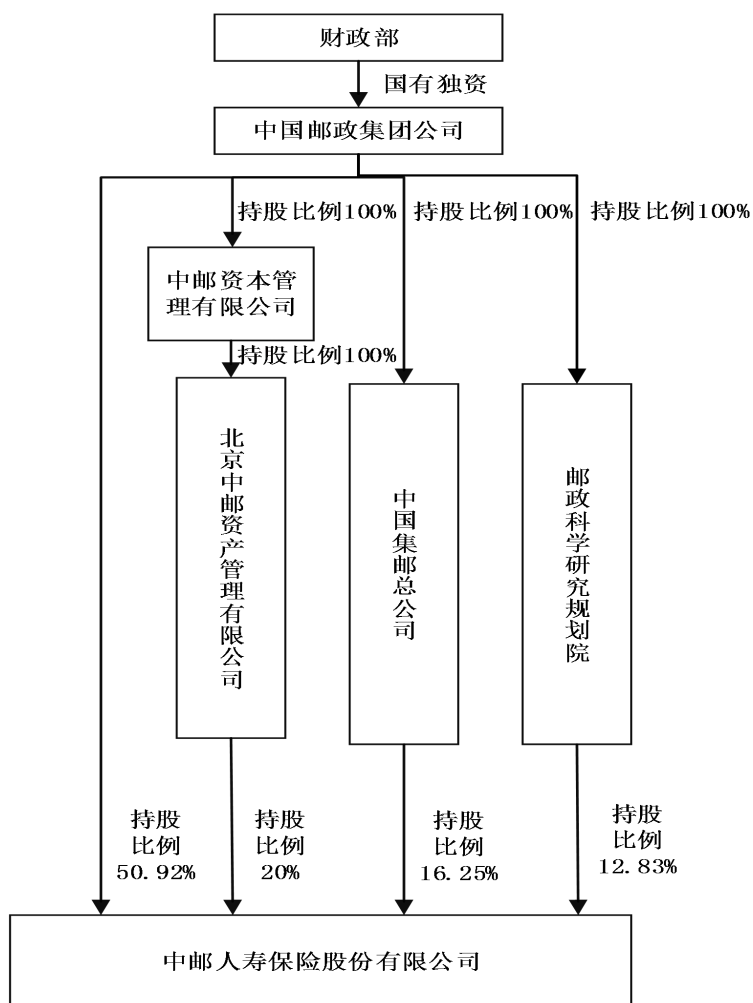 财政部
国有独资
中国邮政集团公司
持股比例100%
持股比例100%
持股比例100%
中邮资本管
理有限公司
持股比例100%
北京中邮资产管理有限公司
中国集邮总公司
邮政科学研究规划院
持股
比例
50.92%
持股
比例
20%
持股
比例
16.25%
持股
比例
12.83%
中邮人寿保险股份有限公司